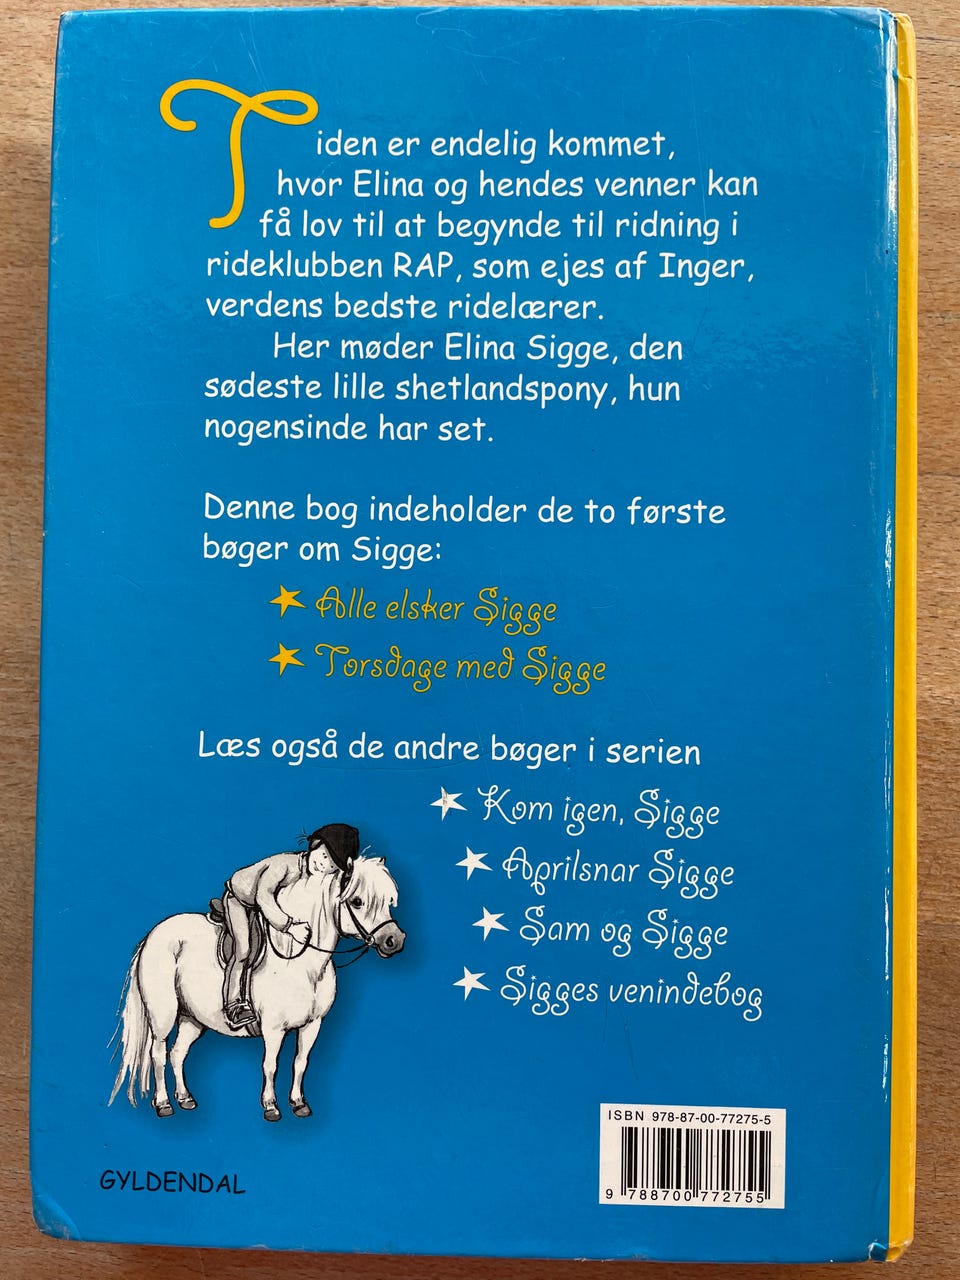 Tiden er endelig kommet,
hvor Elina og hendes venner kan
få lov til at begynde til ridning i
rideklubben RAP, som ejes af Inger,
verdens bedste ridelærer.
Her møder Elina Sigge, den
sødeste lille shetlandspony, hun
nogensinde har set.
Denne bog indeholder de to første
bøger om Sigge:
Alle elsker Sigge
Torsdage med Sigge
Læs også de andre bøger i serien
Kom igen, Sigge
Aprilsnar Sigge
Sam og Sigge
Sigges venindebog
ISBN 978-87-00-77275-5
9 788700 772755
GYLDENDAL